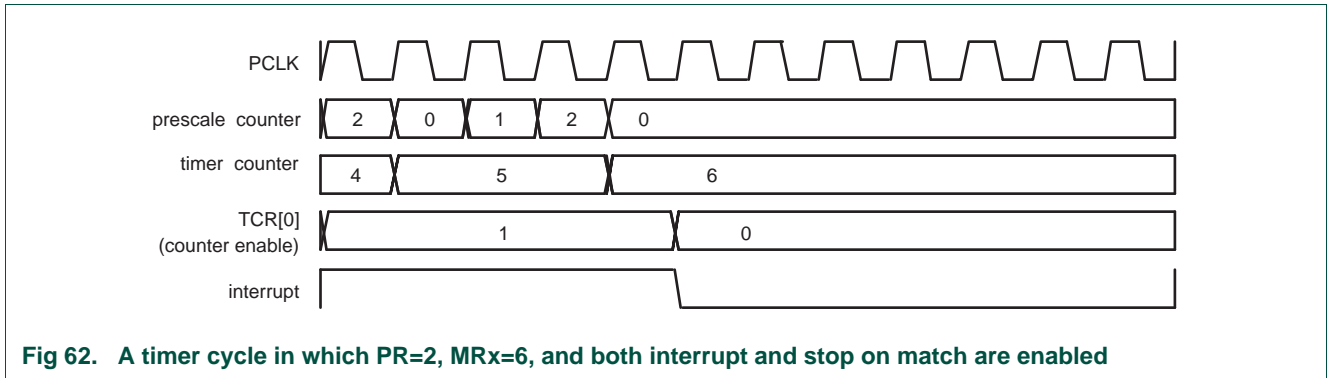 PCLK
prescale counter
2 0 1 2 0
timer counter
4 5 6
TCR[0]
(counter enable)
1 0
interrupt
Fig 62. A timer cycle in which PR=2, MRx=6, and both interrupt and stop on match are enabled